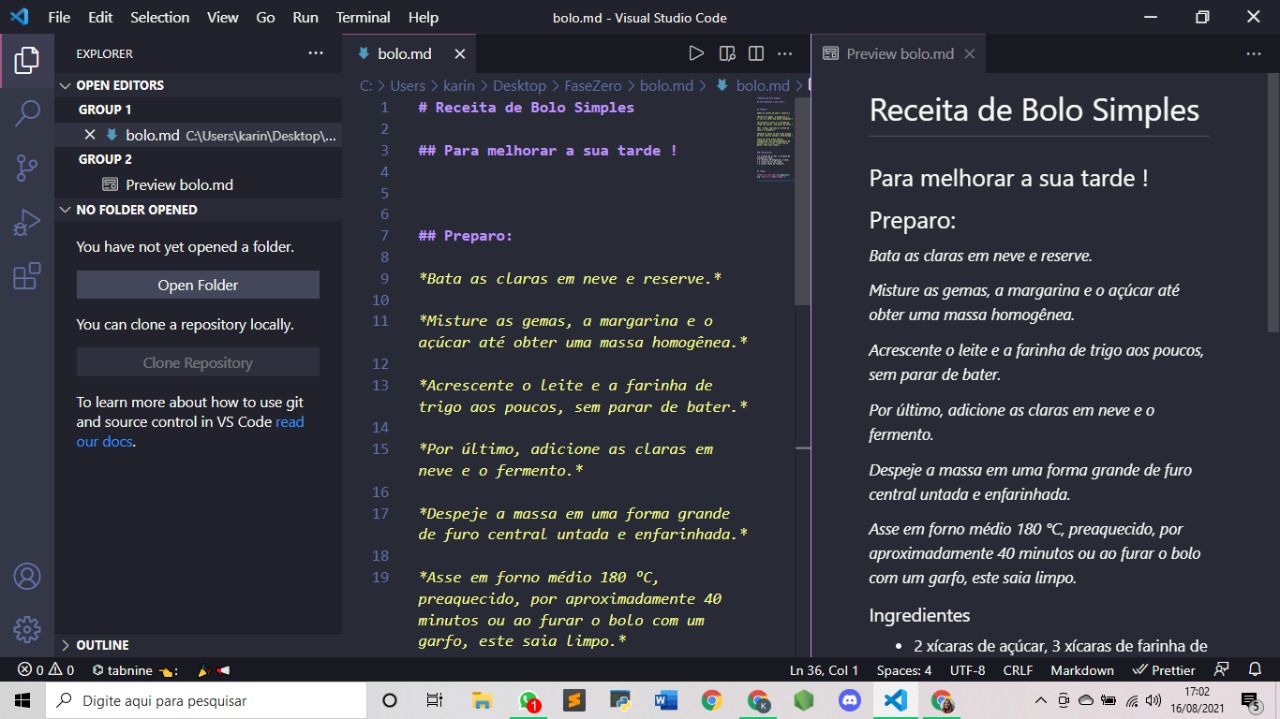 File Edit Selection View Go Run Terminal Help
bolo.md - Visual Studio Code
EXPLORER
OPEN EDITORS
GROUP 1
bolo.md C:\Users\karin\Desktop\...
GROUP 2
Preview bolo.md
NO FOLDER OPENED
You have not yet opened a folder.
Open Folder
You can clone a repository locally.
Clone Repository
To learn more about how to use git
and source control in VS Code read
our docs.
OUTLINE
bolo.md
C: > Users > karin > Desktop > FaseZero > bolo.md > bolo.md >
1 # Receita de Bolo Simples
2
3 ## Para melhorar a sua tarde !
4
5
6
7 ## Preparo:
8
9 *Bata as claras em neve e reserve.*
10
11 *Misture as gemas, a margarina e o
açúcar até obter uma massa homogênea.*
12
13 *Acrescente o leite e a farinha de
trigo aos poucos, sem parar de bater.*
14
15 *Por último, adicione as claras em
neve e o fermento.*
16
17 *Despeje a massa em uma forma grande
de furo central untada e enfarinhada.*
18
19 *Asse em forno médio 180 °C,
preaquecido, por aproximadamente 40
minutos ou ao furar o bolo com um
garfo, este saia limpo.*
Preview bolo.md
Receita de Bolo Simples
Para melhorar a sua tarde !
Preparo:
Bata as claras em neve e reserve.
Misture as gemas, a margarina e o açúcar até
obter uma massa homogênea.
Acrescente o leite e a farinha de trigo aos poucos,
sem parar de bater.
Por último, adicione as claras em neve e o
fermento.
Despeje a massa em uma forma grande de furo
central untada e enfarinhada.
Asse em forno médio 180 °C, preaquecido, por
aproximadamente 40 minutos ou ao furar o bolo
com um garfo, este saia limpo.
Ingredientes
• 2 xícaras de açúcar, 3 xícaras de farinha de
0 0 tabnine :
Ln 36, Col 1 Spaces: 4 UTF-8 CRLF Markdown Prettier
Digite aqui para pesquisar
1
K
17:02
16/08/2021
5